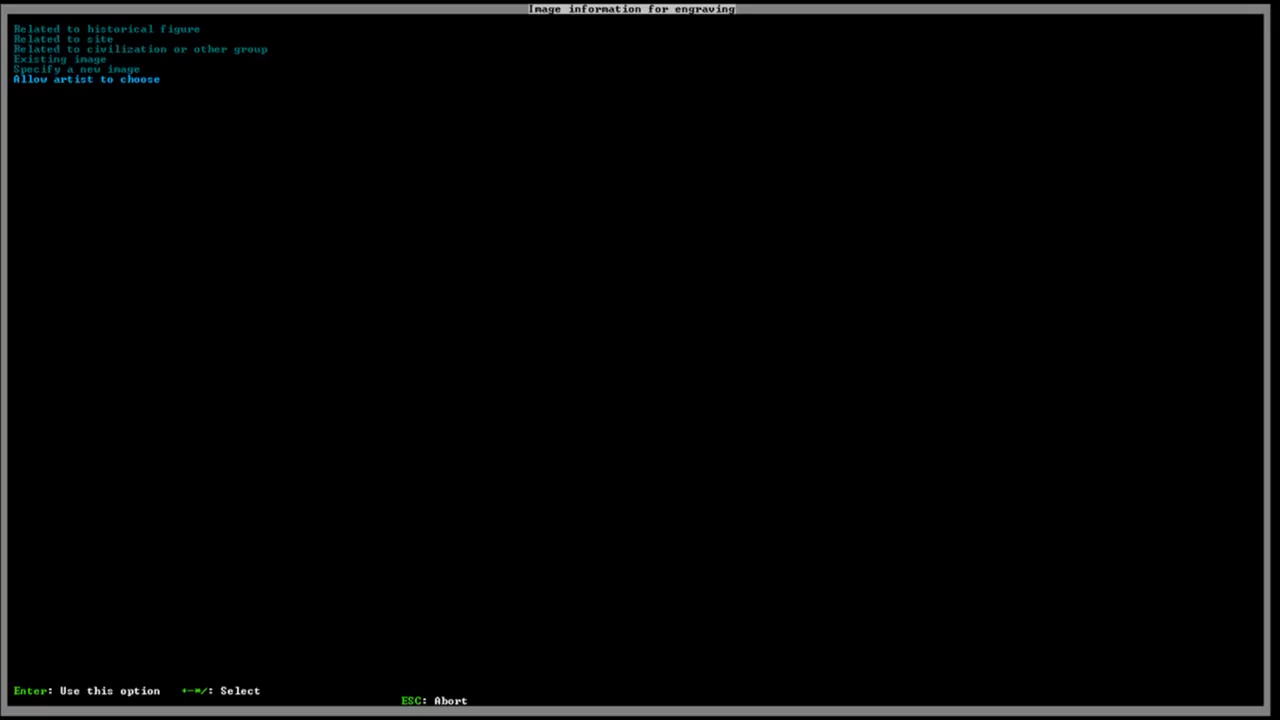 Image information for engraving
Related to historical figure
Related to site
Related to civilization or other group
Existing image
Specify a new image
Allow artist to choose
Enter: Use this option +-*/: Select
ESC: Abort